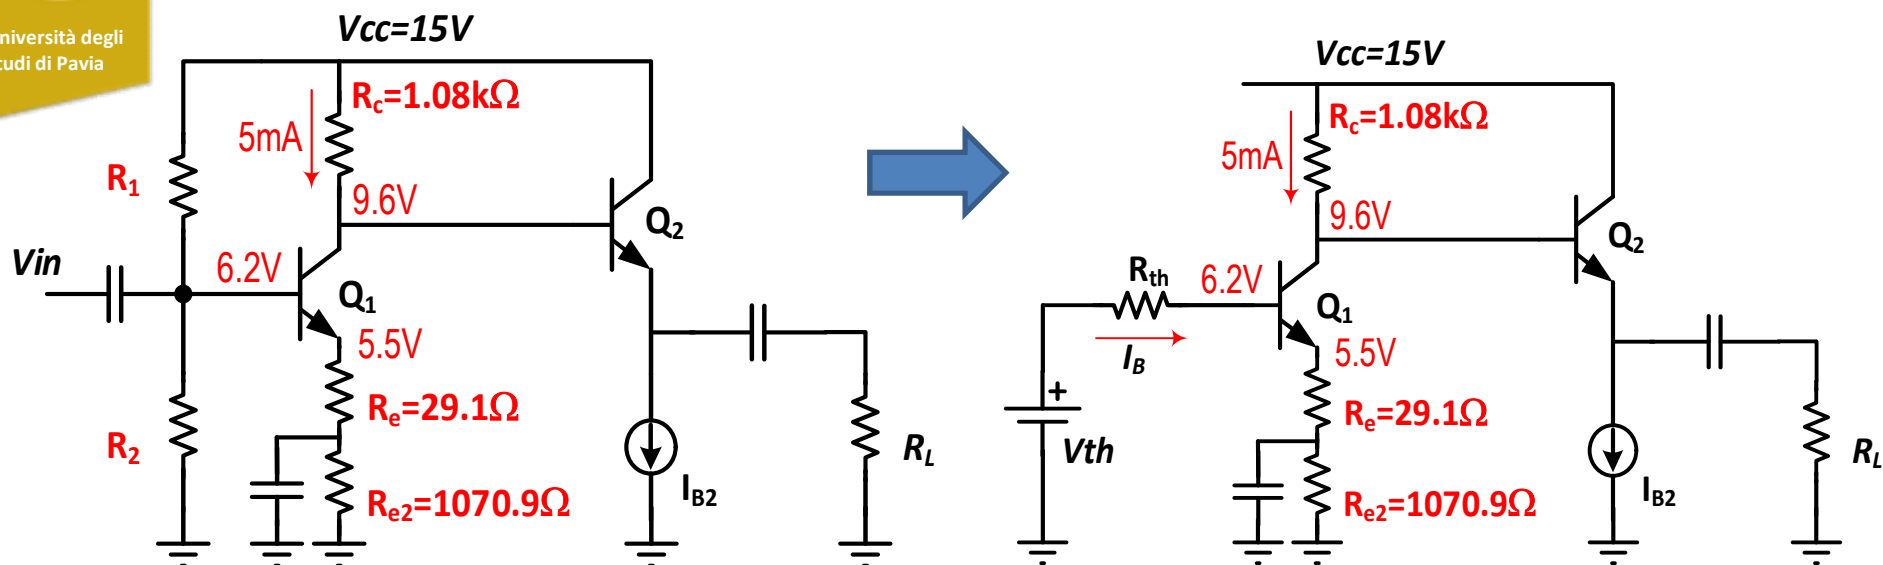 niversità degli
tudi di Pavia
Vcc=15V
Rc=1.08kΩ
5mA
R1
9.6V
Q2
Vin
6.2V
Q1
5.5V
Re=29.1Ω
R2
RL
Re2=1070.9Ω
IB2
Vcc=15V
Rc=1.08kΩ
5mA
9.6V
Q2
Rth
6.2V
Q1
IB
5.5V
+
Re=29.1Ω
Vth
RL
Re2=1070.9Ω
IB2